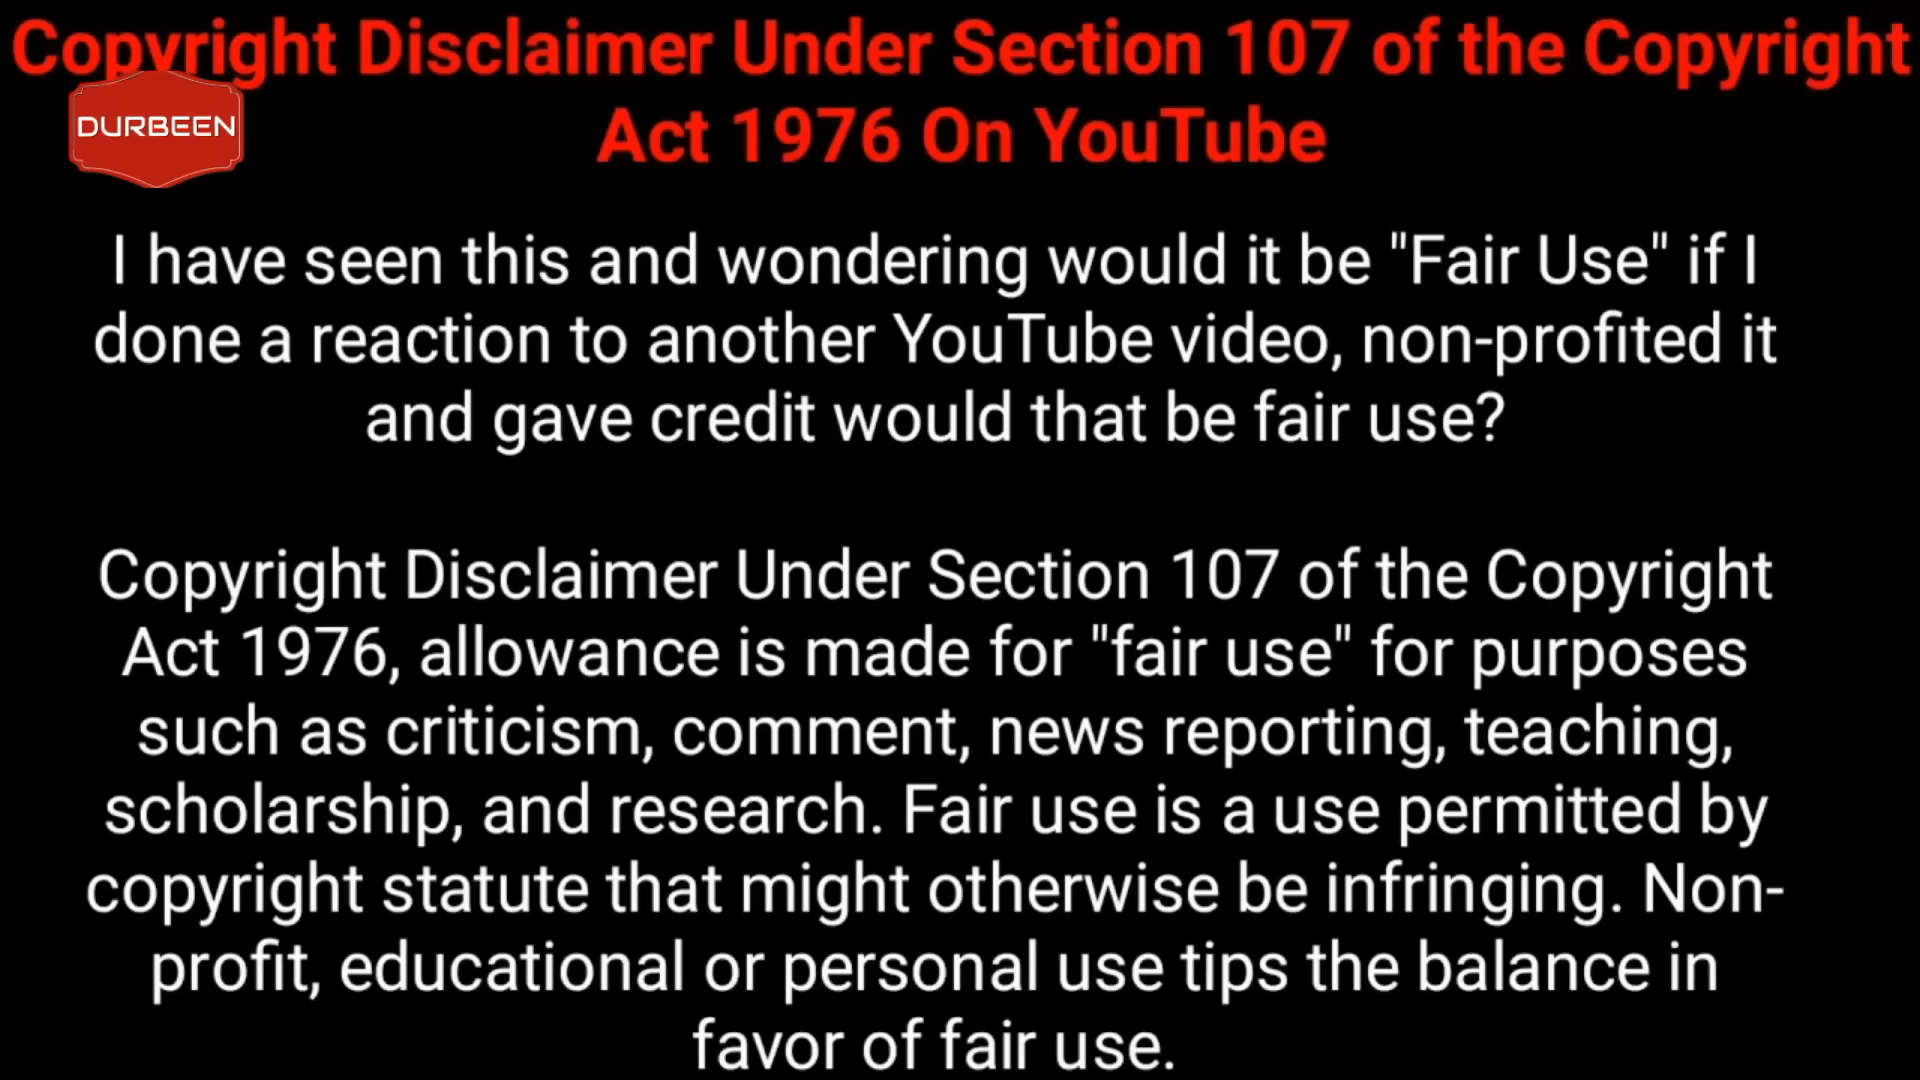 Copyright Disclaimer Under Section 107 of the Copyright
Act 1976 On YouTube
DURBEEN
I have seen this and wondering would it be "Fair Use" if I
done a reaction to another YouTube video, non-profited it
and gave credit would that be fair use?
Copyright Disclaimer Under Section 107 of the Copyright
Act 1976, allowance is made for "fair use" for purposes
such as criticism, comment, news reporting, teaching,
scholarship, and research. Fair use is a use permitted by
copyright statute that might otherwise be infringing. Non-
profit, educational or personal use tips the balance in
favor of fair use.